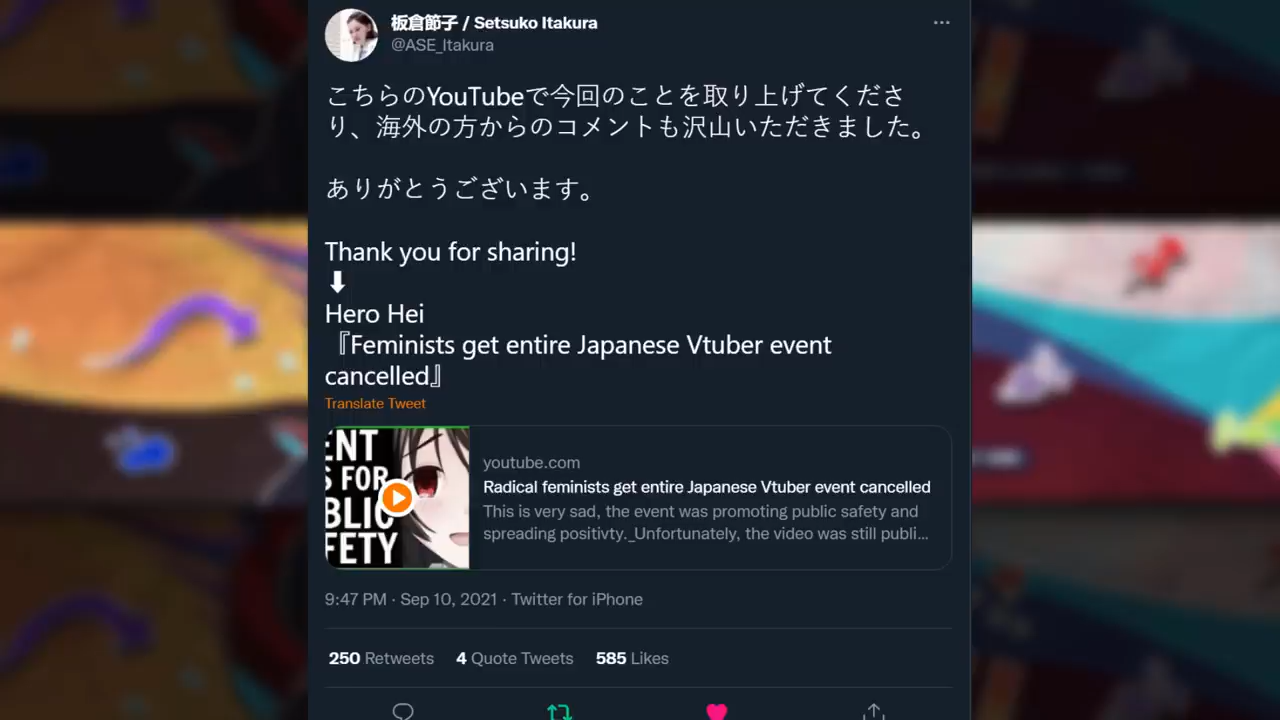 板倉節子 / Setsuko Itakura
@ASE_Itakura
こちらのYouTubeで今回のことを取り上げてくださ
り、海外の方からのコメントも沢山いただきました。
ありがとうございます。
Thank you for sharing!
⬇
Hero Hei
『Feminists get entire Japanese Vtuber event
cancelled』
Translate Tweet
ENT
S FOR
BLIC
FETY
youtube.com
Radical feminists get entire Japanese Vtuber event cancelled
This is very sad, the event was promoting public safety and
spreading positivty._Unfortunately, the video was still publi...
9:47 PM · Sep 10, 2021 · Twitter for iPhone
250 Retweets 4 Quote Tweets 585 Likes